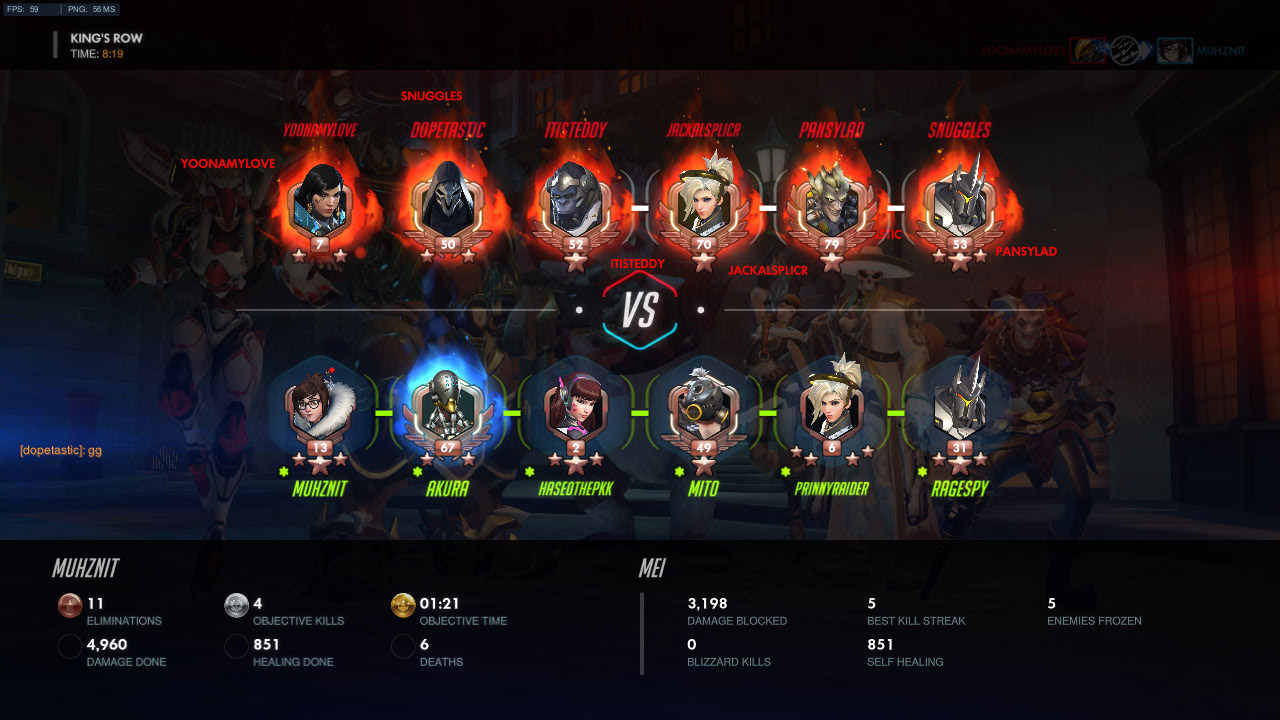 FPS: 59 | PNG: 56 MS
KING'S ROW
TIME: 8:19
YOONAMYLOVE MUHZNIT
SNUGGLES
YOONAMYLOVE DOPETASTIC ITISTEDDY JACKALSPLICR PANSYLAD SNUGGLES
YOONAMYLOVE
7 50 52 70 79 53
STIC
PANSYLAD
ITISTEDDY
JACKALSPLICR
VS
13 67 2 49 6 31
[dopetastic]: gg
MUHZNIT AKURA HASEOTHEPKK MITO PRINNYRAIDER RAGESPY
MUHZNIT
MEI
11 4 01:21 3,198 5 5
ELIMINATIONS OBJECTIVE KILLS OBJECTIVE TIME DAMAGE BLOCKED BEST KILL STREAK ENEMIES FROZEN
4,960 851 6 0 851
DAMAGE DONE HEALING DONE DEATHS BLIZZARD KILLS SELF HEALING